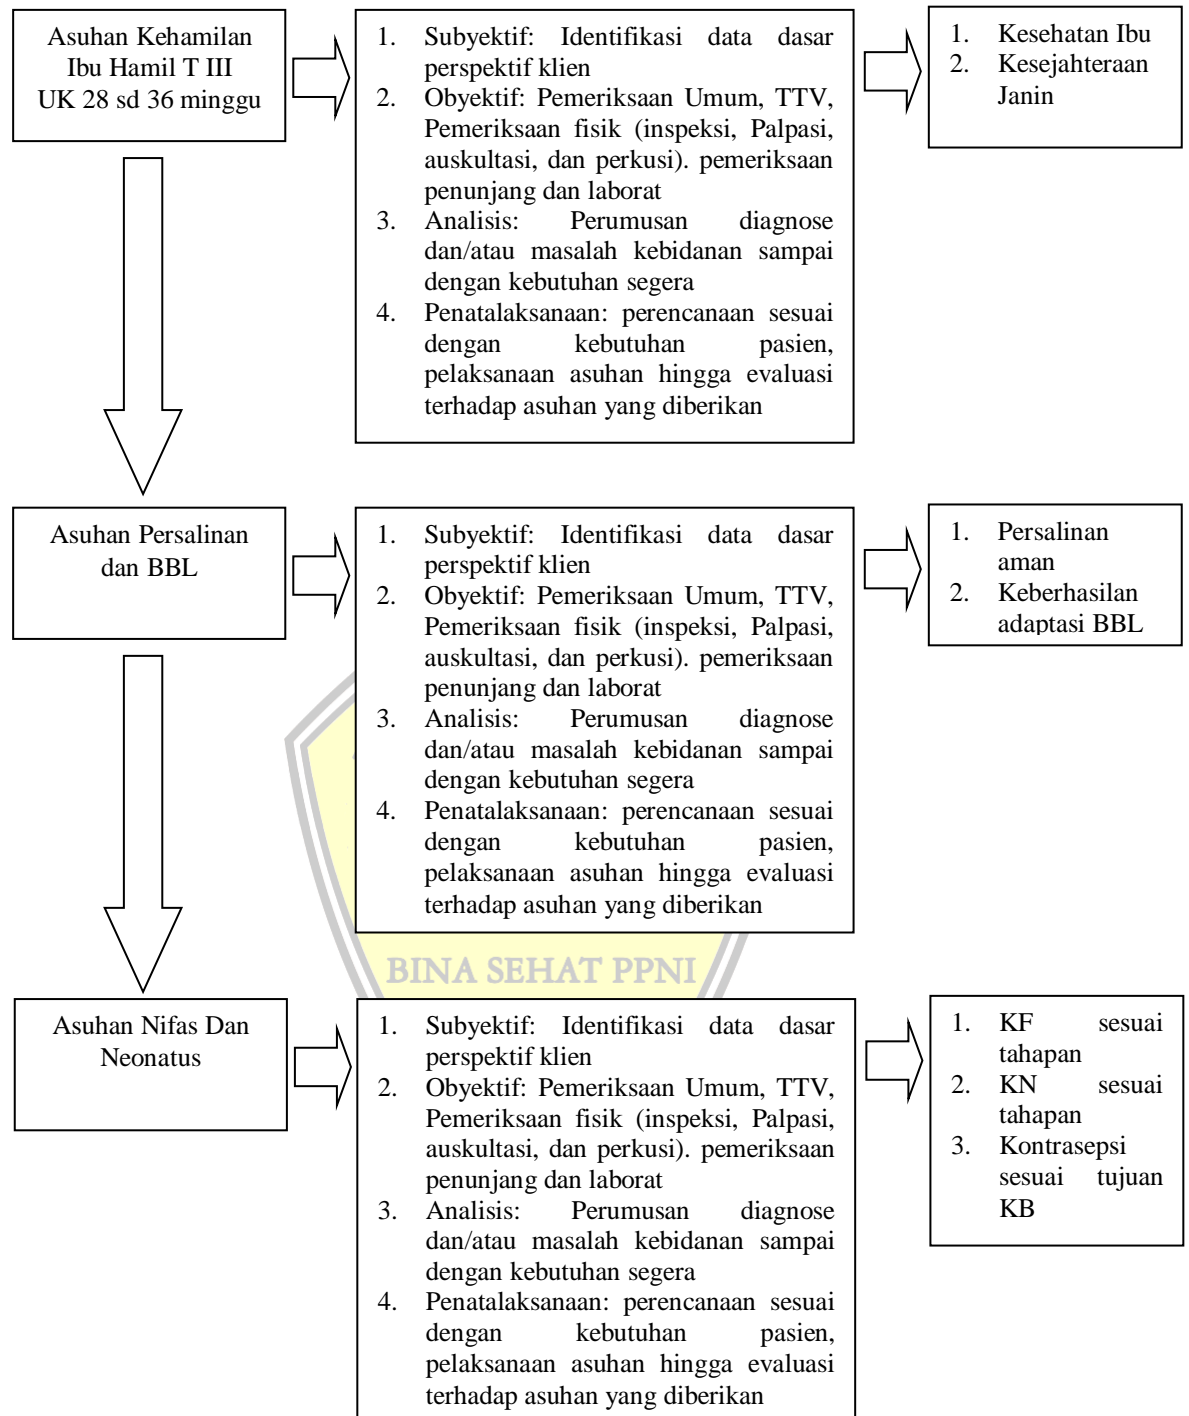 Asuhan Kehamilan
Ibu Hamil T III
UK 28 sd 36 minggu
1. Subyektif: Identifikasi data dasar
perspektif klien
2. Obyektif: Pemeriksaan Umum, TTV,
Pemeriksaan fisik (inspeksi, Palpasi,
auskultasi, dan perkusi). pemeriksaan
penunjang dan laborat
3. Analisis: Perumusan diagnose
dan/atau masalah kebidanan sampai
dengan kebutuhan segera
4. Penatalaksanaan: perencanaan sesuai
dengan kebutuhan pasien,
pelaksanaan asuhan hingga evaluasi
terhadap asuhan yang diberikan
1. Kesehatan Ibu
2. Kesejahteraan
Janin
Asuhan Persalinan
dan BBL
1. Subyektif: Identifikasi data dasar
perspektif klien
2. Obyektif: Pemeriksaan Umum, TTV,
Pemeriksaan fisik (inspeksi, Palpasi,
auskultasi, dan perkusi). pemeriksaan
penunjang dan laborat
3. Analisis: Perumusan diagnose
dan/atau masalah kebidanan sampai
dengan kebutuhan segera
4. Penatalaksanaan: perencanaan sesuai
dengan kebutuhan pasien,
pelaksanaan asuhan hingga evaluasi
terhadap asuhan yang diberikan
1. Persalinan
aman
2. Keberhasilan
adaptasi BBL
BINA SEHAT PPNI
Asuhan Nifas Dan
Neonatus
1. Subyektif: Identifikasi data dasar
perspektif klien
2. Obyektif: Pemeriksaan Umum, TTV,
Pemeriksaan fisik (inspeksi, Palpasi,
auskultasi, dan perkusi). pemeriksaan
penunjang dan laborat
3. Analisis: Perumusan diagnose
dan/atau masalah kebidanan sampai
dengan kebutuhan segera
4. Penatalaksanaan: perencanaan sesuai
dengan kebutuhan pasien,
pelaksanaan asuhan hingga evaluasi
terhadap asuhan yang diberikan
1. KF sesuai
tahapan
2. KN sesuai
tahapan
3. Kontrasepsi
sesuai tujuan
KB